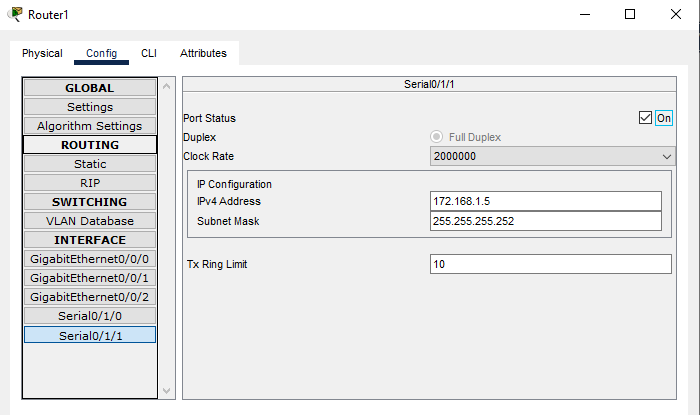 Router1
Physical Config CLI Attributes
GLOBAL
Settings
Algorithm Settings
ROUTING
Static
RIP
SWITCHING
VLAN Database
INTERFACE
GigabitEthernet0/0/0
GigabitEthernet0/0/1
GigabitEthernet0/0/2
Serial0/1/0
Serial0/1/1
Serial0/1/1
Port Status On
Duplex Full Duplex
Clock Rate 2000000
IP Configuration
IPv4 Address 172.168.1.5
Subnet Mask 255.255.255.252
Tx Ring Limit 10